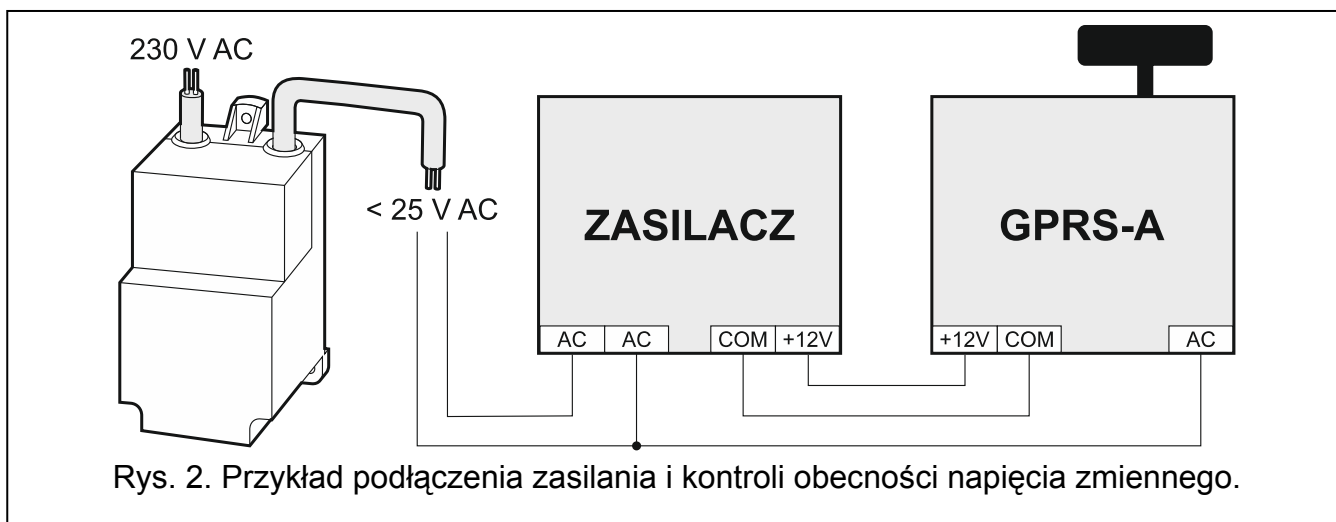 230 V AC
< 25 V AC
ZASILACZ
GPRS-A
AC AC COM +12V
+12V COM AC
Rys. 2. Przykład podłączenia zasilania i kontroli obecności napięcia zmiennego.